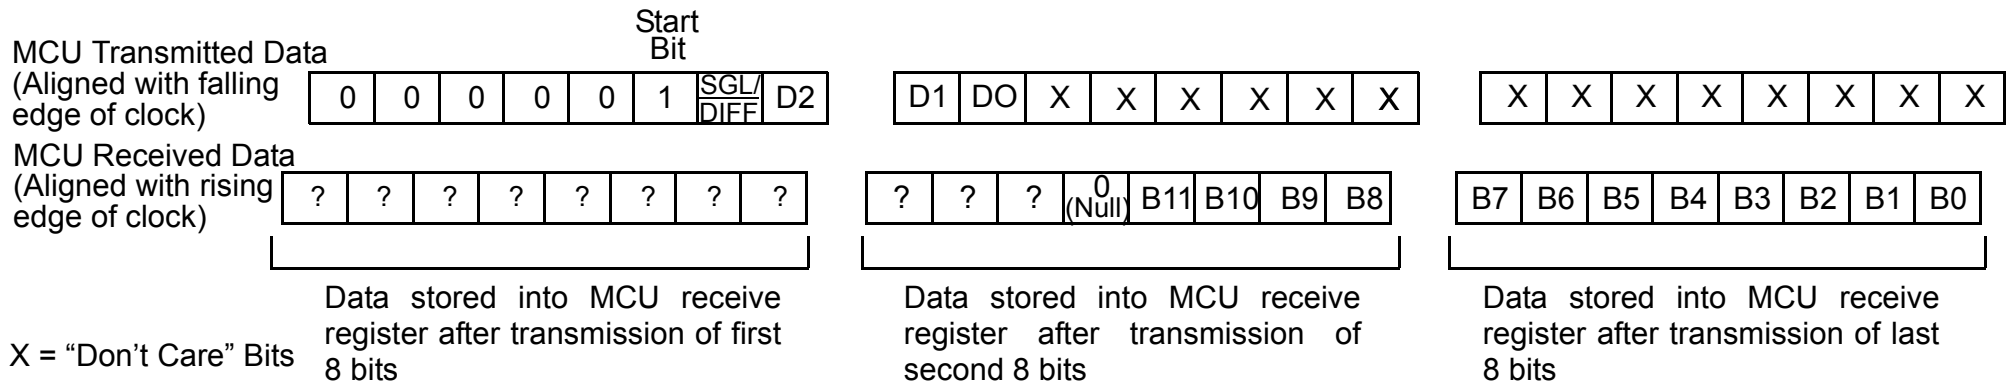 Start
Bit
MCU Transmitted Data
(Aligned with falling
edge of clock)
0 0 0 0 0 1 SGL/DIFF D2
D1 DO X X X X X X
X X X X X X X X
MCU Received Data
(Aligned with rising
edge of clock)
? ? ? ? ? ? ? ?
? ? ? 0 (Null) B11 B10 B9 B8
B7 B6 B5 B4 B3 B2 B1 B0
Data stored into MCU receive
register after transmission of first
8 bits
Data stored into MCU receive
register after transmission of
second 8 bits
Data stored into MCU receive
register after transmission of last
8 bits
X = “Don’t Care” Bits